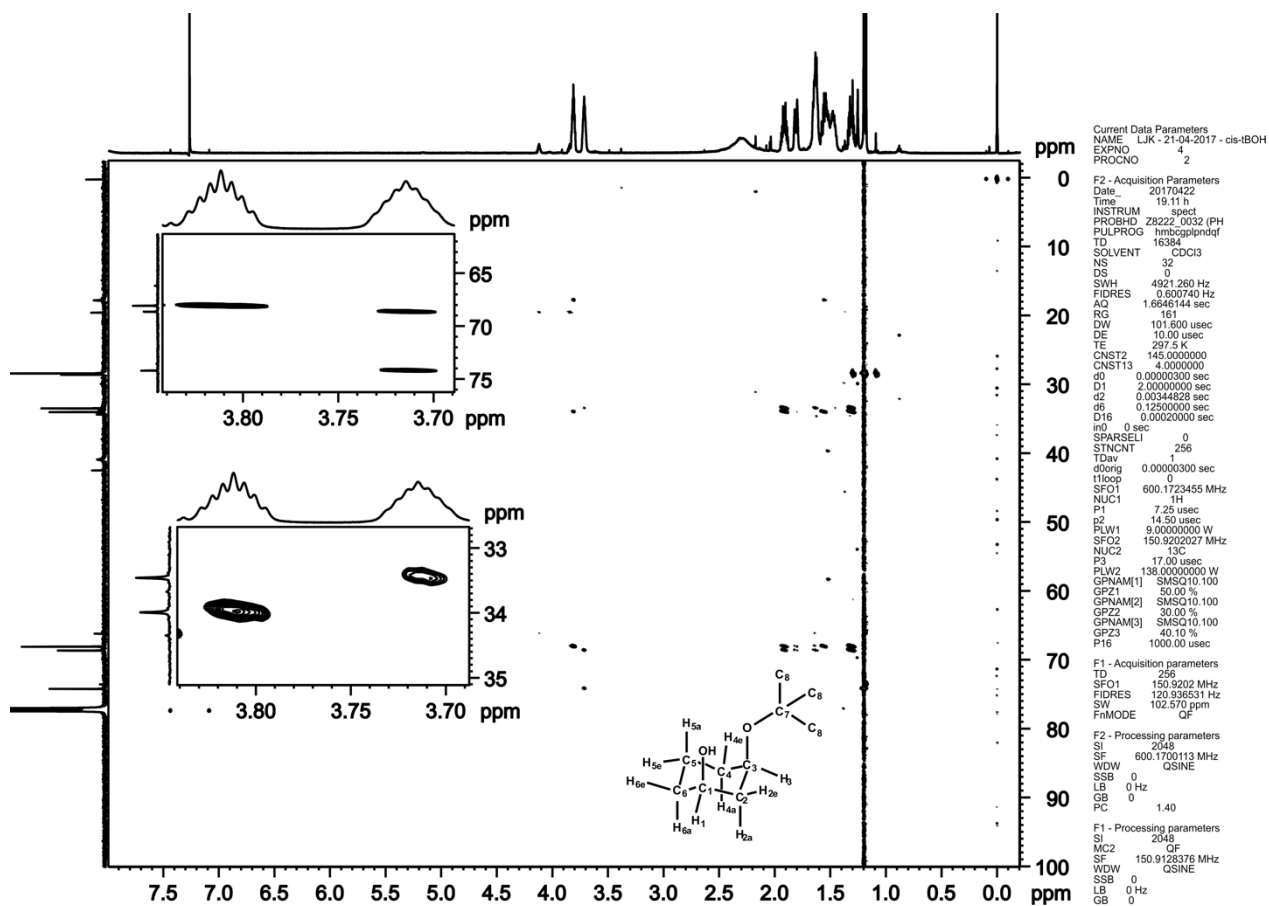 ppm
0
10
20
30
40
50
60
70
80
90
100
7.5 7.0 6.5 6.0 5.5 5.0 4.5 4.0 3.5 3.0 2.5 2.0 1.5 1.0 0.5 0.0 ppm
ppm
65
70
75
3.80 3.75 3.70 ppm
ppm
33
34
35
3.80 3.75 3.70 ppm
C8
C8
C7
C8
O
H5a
OH
H4e
H5e
C5
C4
C3
H3
H6e
C6
C1
C2
H2e
H6a
H1
H4a
H2a
Current Data Parameters
NAME LJK - 21-04-2017 - cis-tBOH
EXPNO 4
PROCNO 2
F2 - Acquisition Parameters
Date_ 20170422
Time 19.11 h
INSTRUM spect
PROBHD Z8222_0032 (PH
PULPROG hmbcgplpndqf
TD 16384
SOLVENT CDCl3
NS 32
DS 0
SWH 4921.260 Hz
FIDRES 0.600740 Hz
AQ 1.6646144 sec
RG 161
DW 101.600 usec
DE 10.00 usec
TE 297.5 K
CNST2 145.0000000
CNST13 4.0000000
d0 0.00000300 sec
D1 2.00000000 sec
d2 0.00344828 sec
d6 0.12500000 sec
D16 0.00020000 sec
in0 0 sec
SPARSELI 0
STNCNT 256
TDav 1
d0orig 0.00000300 sec
t1loop 0
SFO1 600.1723455 MHz
NUC1 1H
P1 7.25 usec
p2 14.50 usec
PLW1 9.00000000 W
SFO2 150.9202027 MHz
NUC2 13C
P3 17.00 usec
PLW2 138.00000000 W
GPNAM[1] SMSQ10.100
GPZ1 50.00 %
GPNAM[2] SMSQ10.100
GPZ2 30.00 %
GPNAM[3] SMSQ10.100
GPZ3 40.10 %
P16 1000.00 usec
F1 - Acquisition parameters
TD 256
SFO1 150.9202 MHz
FIDRES 120.936531 Hz
SW 102.570 ppm
FnMODE QF
F2 - Processing parameters
SI 2048
SF 600.1700113 MHz
WDW QSINE
SSB 0
LB 0 Hz
GB 0
PC 1.40
F1 - Processing parameters
SI 2048
MC2 QF
SF 150.9128376 MHz
WDW QSINE
SSB 0
LB 0 Hz
GB 0